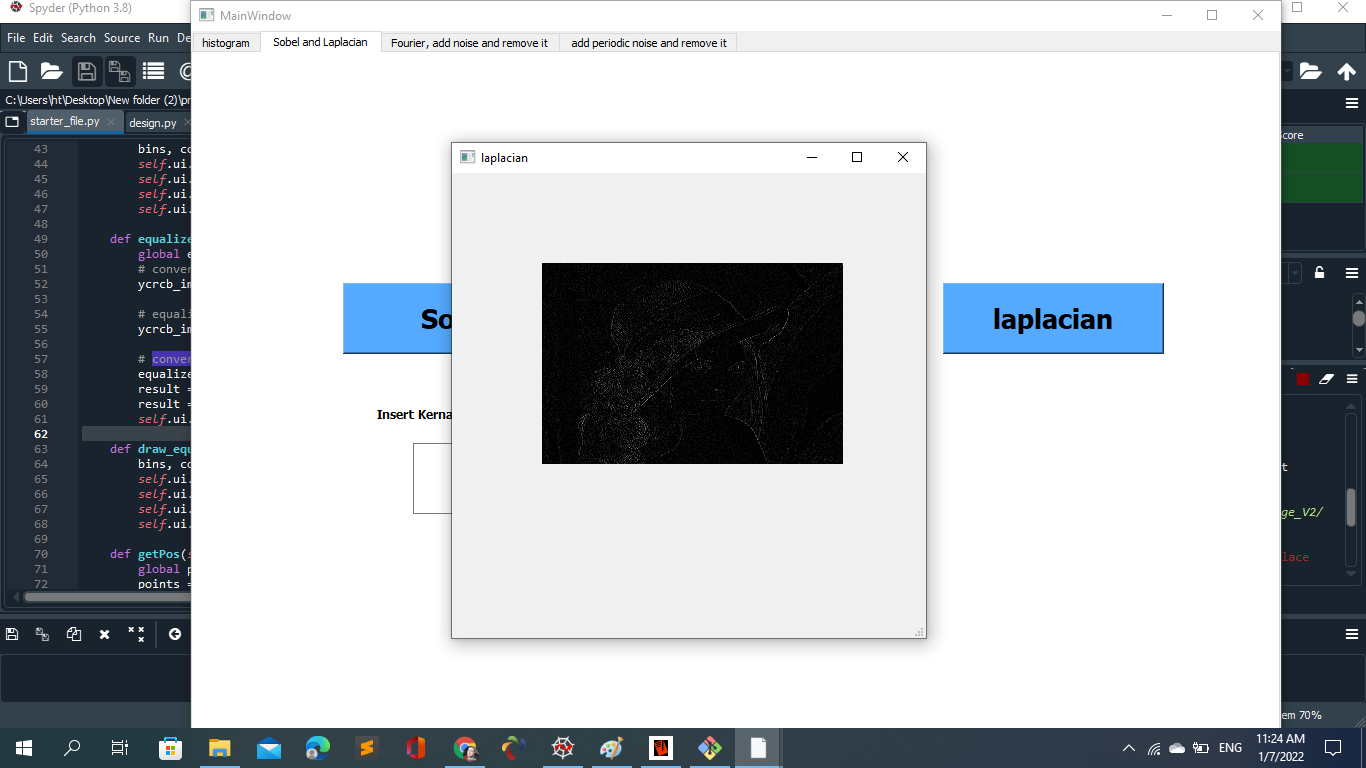 Spyder (Python 3.8)
MainWindow
File Edit Search Source Run De
histogram Sobel and Laplacian Fourier, add noise and remove it add periodic noise and remove it
C:\Users\ht\Desktop\New folder (2)\pr
starter_file.py design.py
43 bins, co
44 self.ui.
45 self.ui.
46 self.ui.
47 self.ui.
48
49 def equalize
50 global e
51 # conver
52 ycrcb_im
53
54 # equali
55 ycrcb_im
56
57 # conver
58 equalize
59 result =
60 result =
61 self.ui.
62
63 def draw_equ
64 bins, co
65 self.ui.
66 self.ui.
67 self.ui.
68 self.ui.
69
70 def getPos(s
71 global p
72 points =
laplacian
So
laplacian
Insert Kerna
core
t
ge_V2/
lace
em 70%
ENG
11:24 AM
1/7/2022